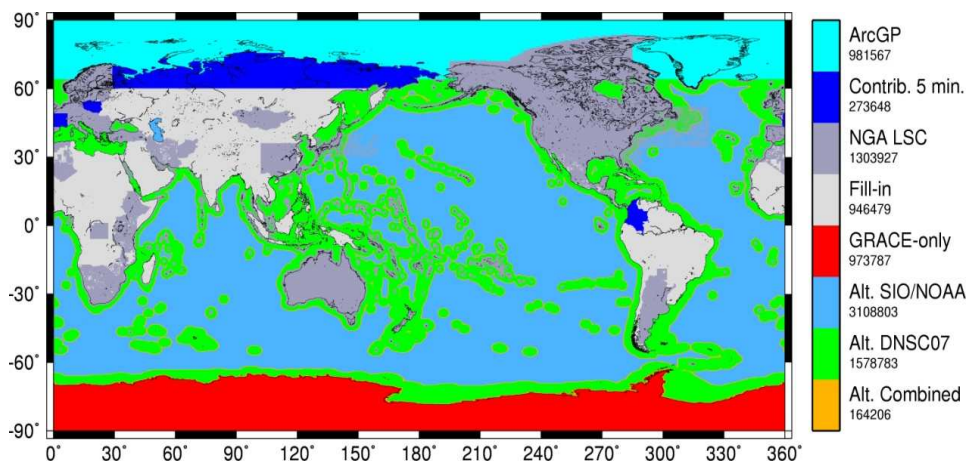 90˚
60˚
30˚
0˚
-30˚
-60˚
-90˚
0˚ 30˚ 60˚ 90˚ 120˚ 150˚ 180˚ 210˚ 240˚ 270˚ 300˚ 330˚ 360˚
ArcGP
981567
Contrib. 5 min.
273648
NGA LSC
1303927
Fill-in
946479
GRACE-only
973787
Alt. SIO/NOAA
3108803
Alt. DNSC07
1578783
Alt. Combined
164206